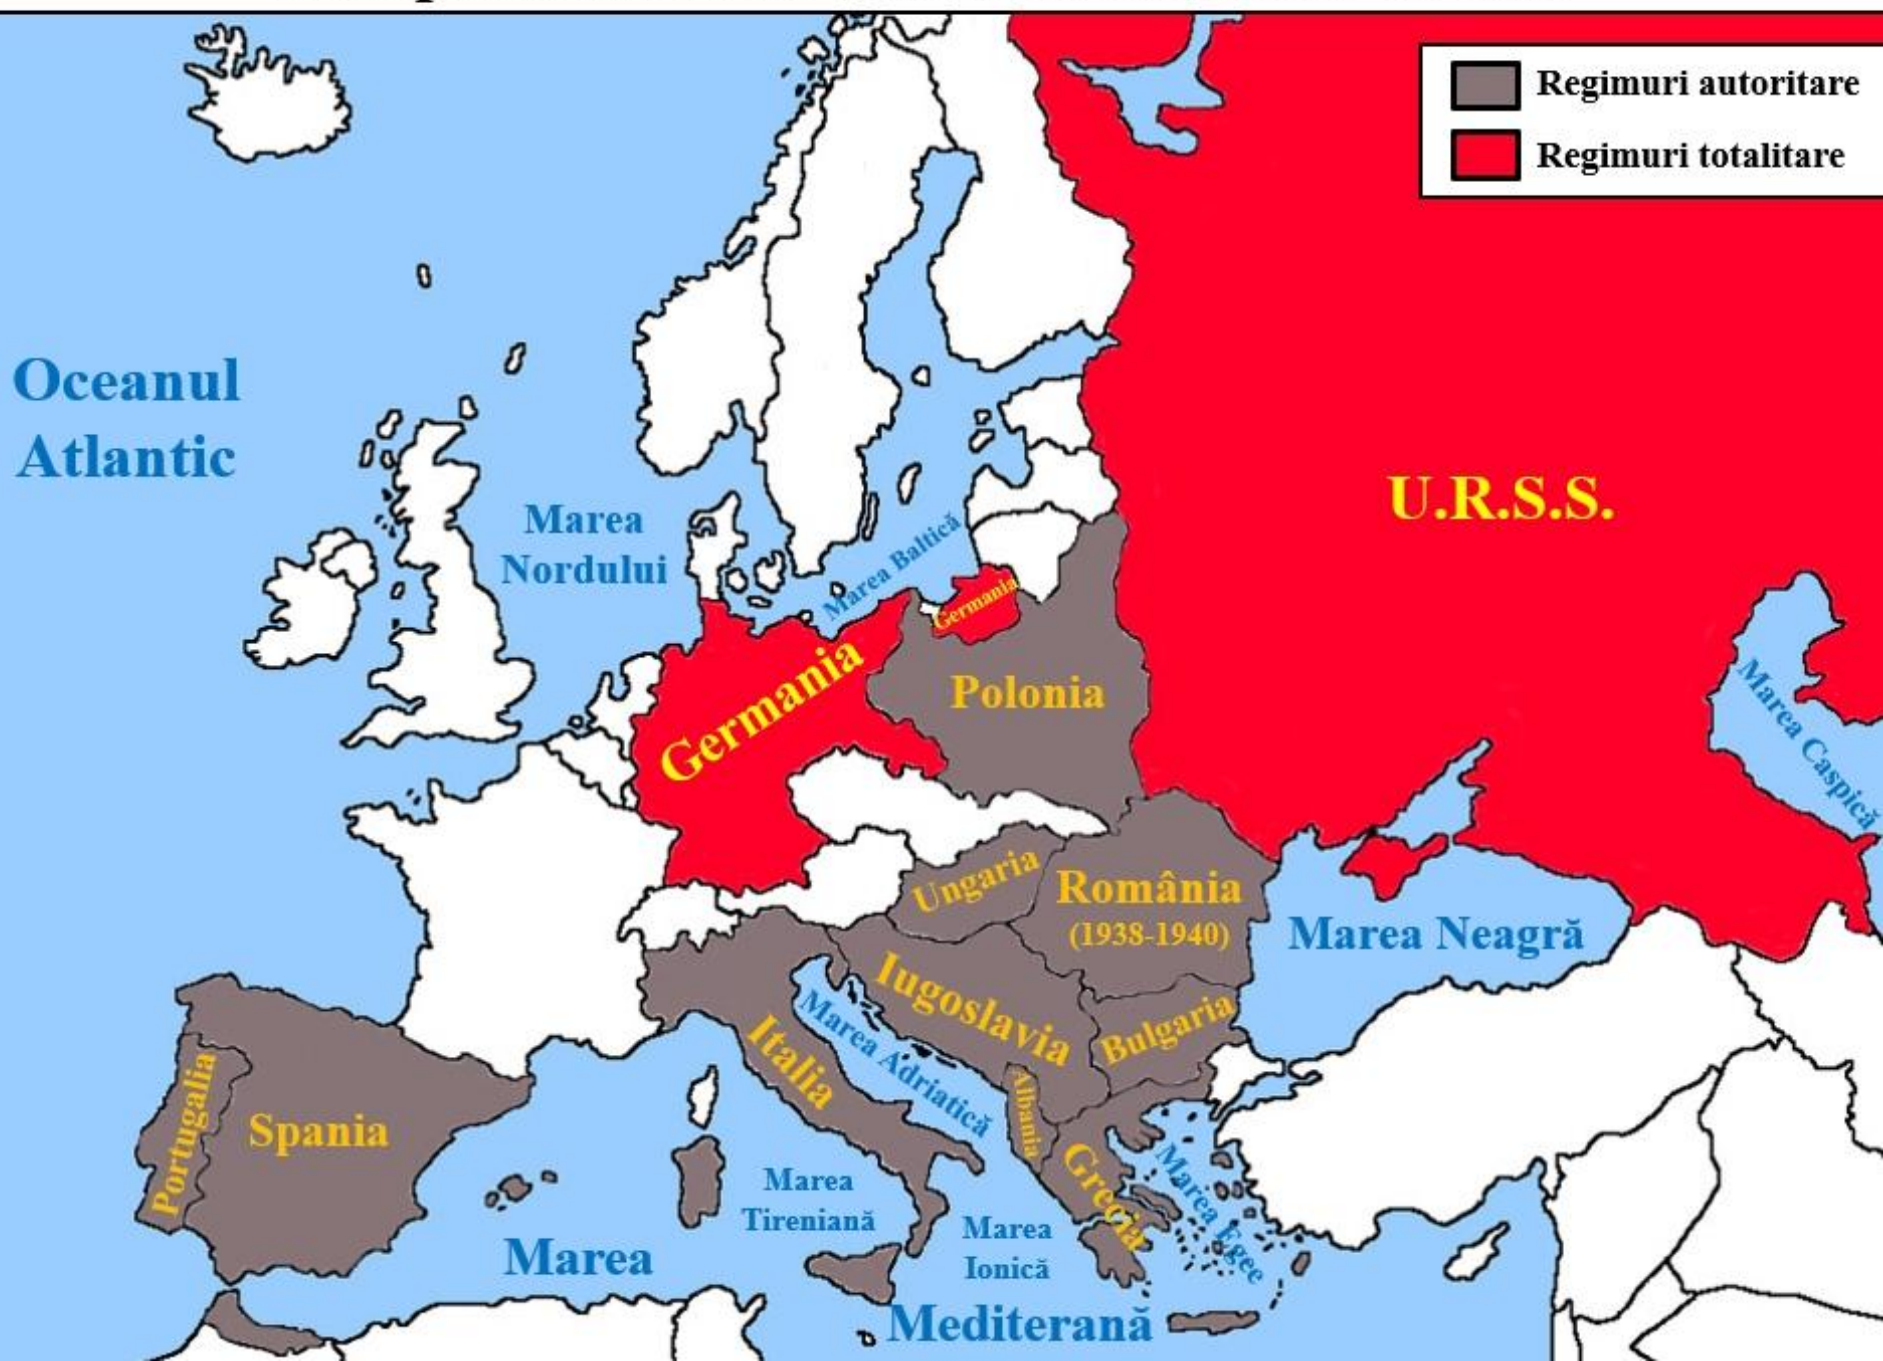 Regimuri autoritare
Regimuri totalitare
Oceanul
Atlantic
U.R.S.S.
Marea
Nordului
Marea Baltică
Germania
Germania
Polonia
Marea Caspică
Ungaria
România
(1938-1940)
Marea Neagră
Iugoslavia
Bulgaria
Italia
Marea Adriatică
Albania
Portugalia
Spania
Grecia
Marea Egee
Marea
Tireniană
Marea
Ionică
Marea
Mediterană